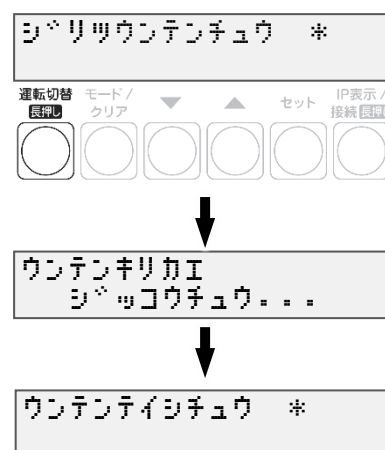 ジリツウンテンチュウ *
運転切替 モード/ ▼ ▲ セット IP表示/
長押し クリア 接続 長押し
ウンテンキリカエ
ジッコウチュウ...
ウンテンテイシチュウ *